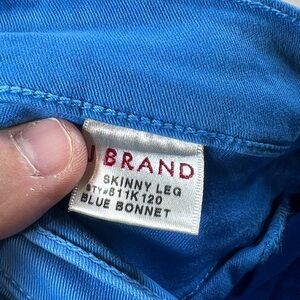 J BRAND
SKINNY LEG
STY#811K120
BLUE BONNET